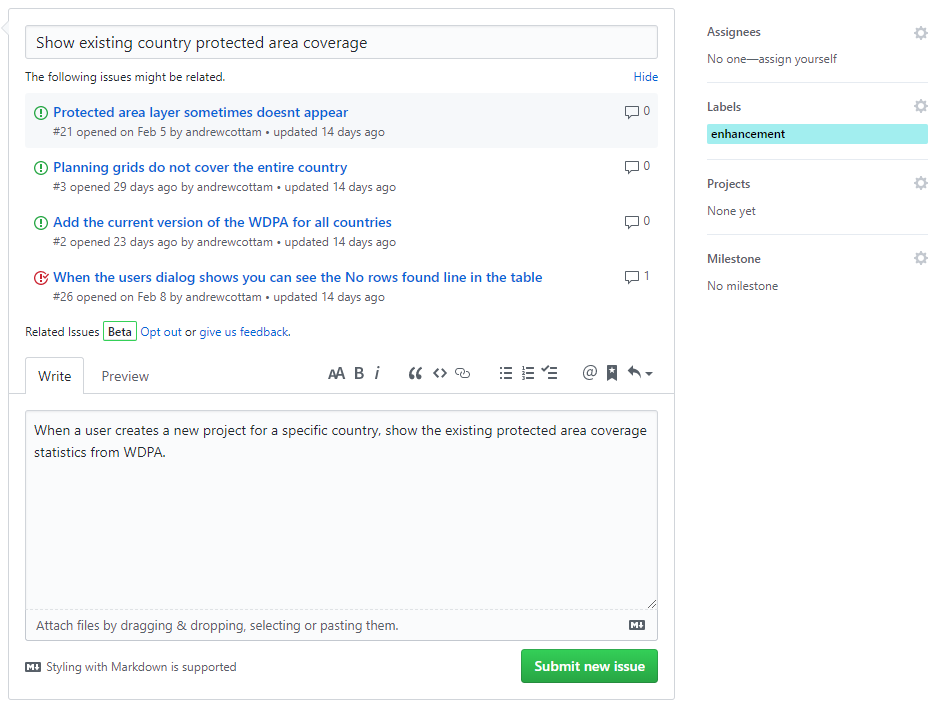 Show existing country protected area coverage
The following issues might be related. Hide
Protected area layer sometimes doesnt appear 0
#21 opened on Feb 5 by andrewcottam • updated 14 days ago
Planning grids do not cover the entire country 0
#3 opened 29 days ago by andrewcottam • updated 14 days ago
Add the current version of the WDPA for all countries 0
#2 opened 23 days ago by andrewcottam • updated 14 days ago
When the users dialog shows you can see the No rows found line in the table 1
#26 opened on Feb 8 by andrewcottam • updated 14 days ago
Related Issues Beta Opt out or give us feedback.
Write Preview AA B i “ <> @
When a user creates a new project for a specific country, show the existing protected area coverage
statistics from WDPA.
Attach files by dragging & dropping, selecting or pasting them. M↓
M↓ Styling with Markdown is supported
Submit new issue
Assignees
No one—assign yourself
Labels
enhancement
Projects
None yet
Milestone
No milestone